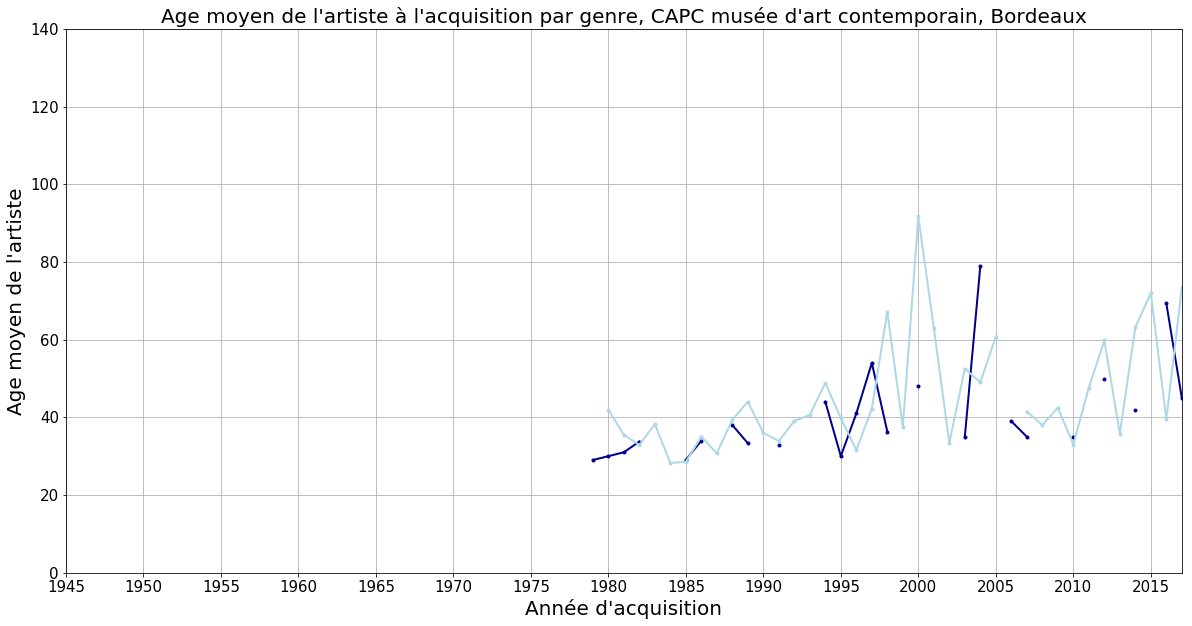 Age moyen de l'artiste à l'acquisition par genre, CAPC musée d'art contemporain, Bordeaux
140
120
100
80
60
40
20
0
Age moyen de l'artiste
1945 1950 1955 1960 1965 1970 1975 1980 1985 1990 1995 2000 2005 2010 2015
Année d'acquisition